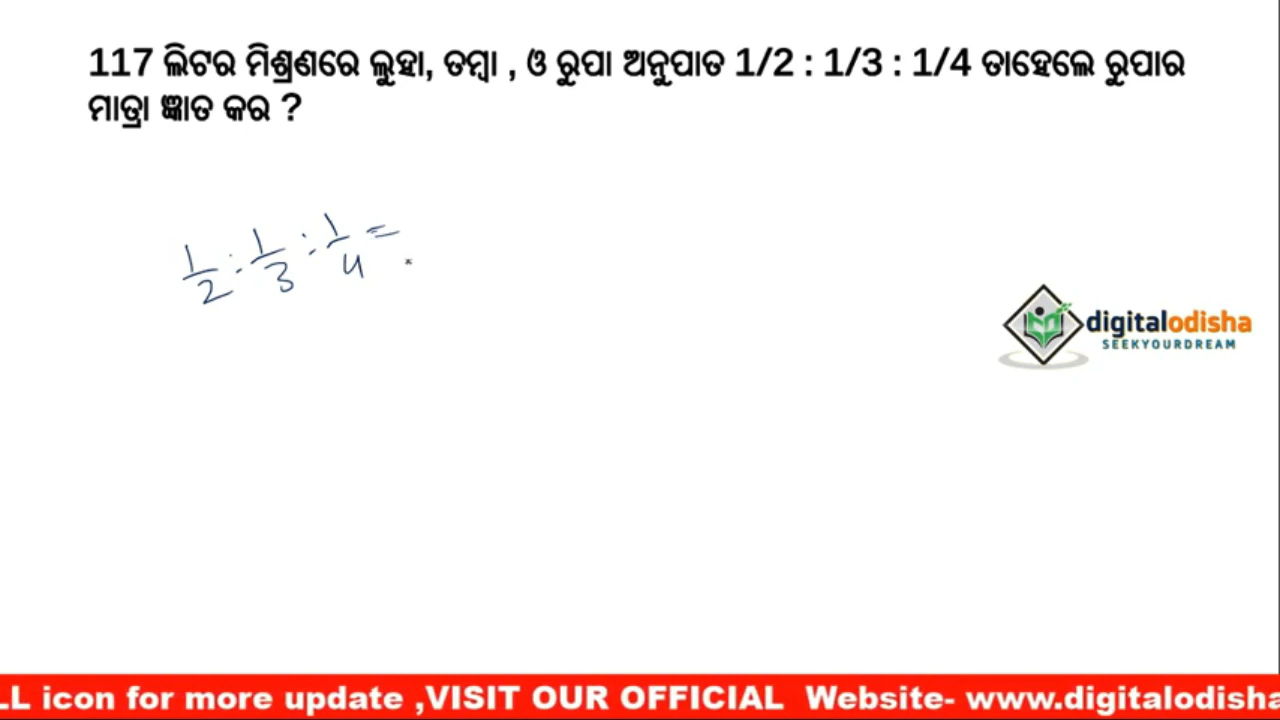 117 ଲିଟର ମିଶ୍ରଣରେ ଲୁହା, ତମ୍ବା , ଓ ରୁପା ଅନୁପାତ 1/2 : 1/3 : 1/4 ତାହେଲେ ରୁପାର
ମାତ୍ରା ଜ୍ଞାତ କର ?
1/2 : 1/3 : 1/4 =
digitalodisha
SEEKYOURDREAM
LL icon for more update ,VISIT OUR OFFICIAL Website- www.digitalodisha